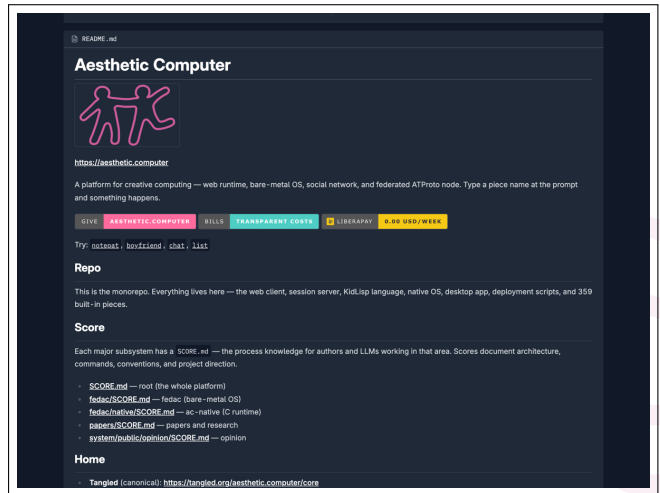 README.md
Aesthetic Computer
https://aesthetic.computer
A platform for creative computing — web runtime, bare-metal OS, social network, and federated ATProto node. Type a piece name at the prompt
and something happens.
GIVE AESTHETIC.COMPUTER BILLS TRANSPARENT COSTS LIBERAPAY 0.00 USD/WEEK
Try: notepat, boyfriend, chat, list
Repo
This is the monorepo. Everything lives here — the web client, session server, KidLisp language, native OS, desktop app, deployment scripts, and 359
built-in pieces.
Score
Each major subsystem has a SCORE.md — the process knowledge for authors and LLMs working in that area. Scores document architecture,
commands, conventions, and project direction.
SCORE.md — root (the whole platform)
fedac/SCORE.md — fedac (bare-metal OS)
fedac/native/SCORE.md — ac-native (C runtime)
papers/SCORE.md — papers and research
system/public/opinion/SCORE.md — opinion
Home
Tangled (canonical): https://tangled.org/aesthetic.computer/core